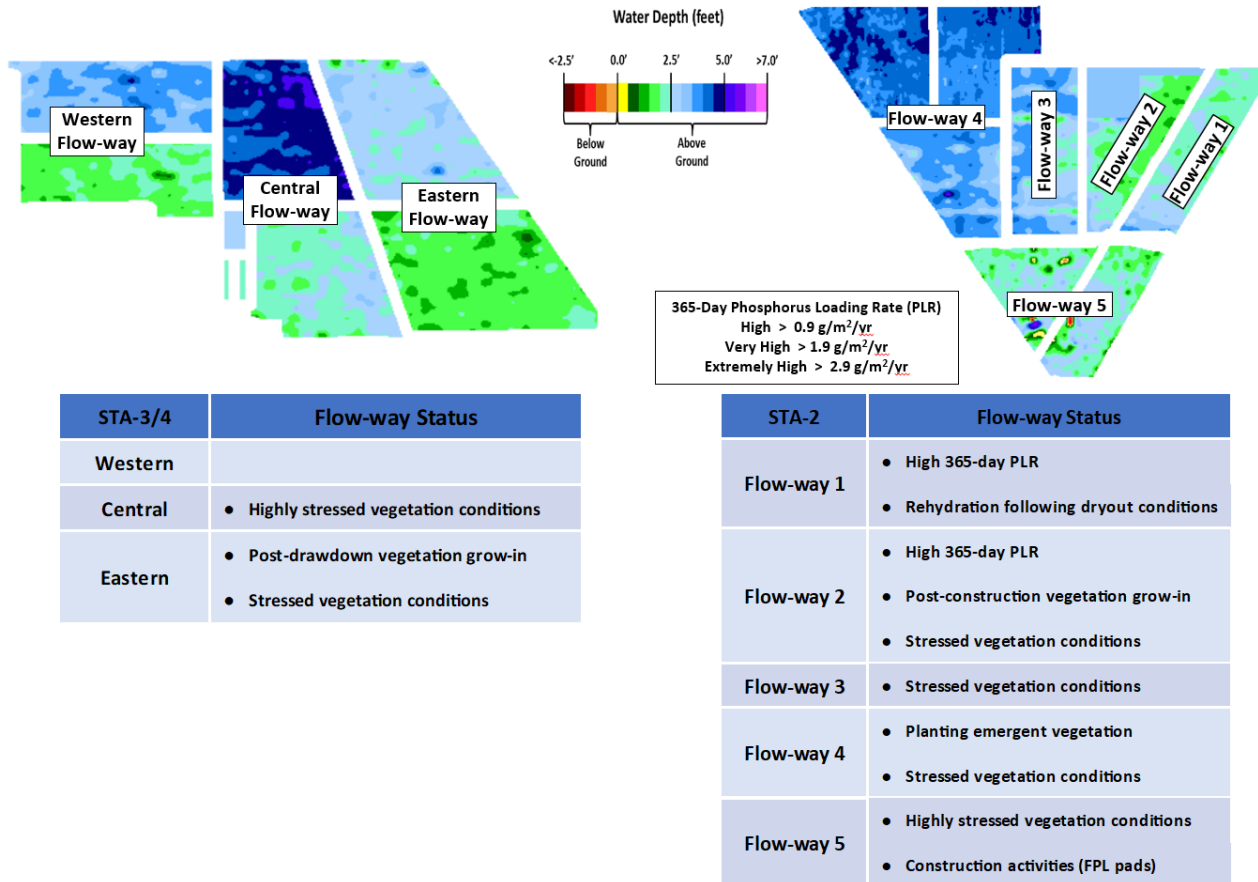 Water Depth (feet)
<-2.5' 0.0' 2.5' 5.0' >7.0'
Below
Ground
Above
Ground
Western
Flow-way
Central
Flow-way
Eastern
Flow-way
Flow-way 4
Flow-way 3
Flow-way 2
Flow-way 1
Flow-way 5
365-Day Phosphorus Loading Rate (PLR)
High > 0.9 g/m²/yr
Very High > 1.9 g/m²/yr
Extremely High > 2.9 g/m²/yr
STA-3/4 Flow-way Status
Western
Central ● Highly stressed vegetation conditions
Eastern
● Post-drawdown vegetation grow-in
● Stressed vegetation conditions
STA-2 Flow-way Status
Flow-way 1
● High 365-day PLR
● Rehydration following dryout conditions
Flow-way 2
● High 365-day PLR
● Post-construction vegetation grow-in
● Stressed vegetation conditions
Flow-way 3 ● Stressed vegetation conditions
Flow-way 4
● Planting emergent vegetation
● Stressed vegetation conditions
Flow-way 5
● Highly stressed vegetation conditions
● Construction activities (FPL pads)